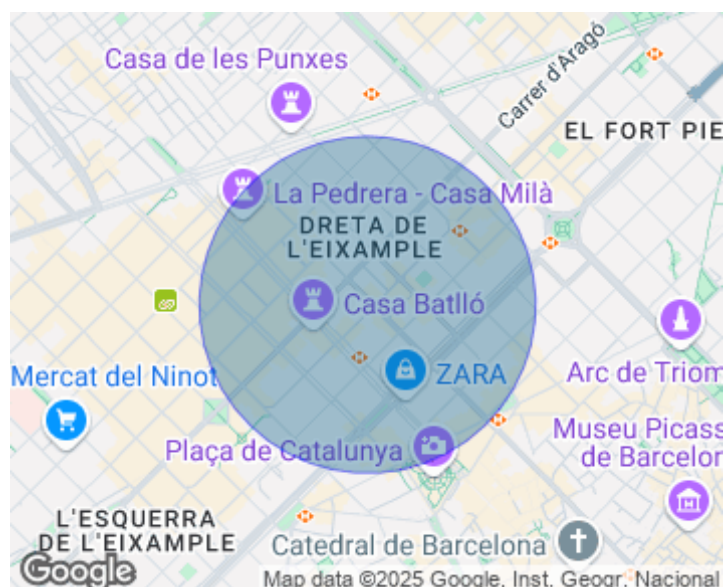 Casa de les Punxes
Carrer d'Aragó
EL FORT PIE
La Pedrera - Casa Milà
DRETA DE
L'EIXAMPLE
Casa Batlló
ZARA
Arc de Triom
Mercat del Ninot
Plaça de Catalunya
Museu Picass
de Barcelon
L'ESQUERRA
DE L'EIXAMPLE
Catedral de Barcelona
Google
Map data ©2025 Google, Inst. Geogr. Nacional